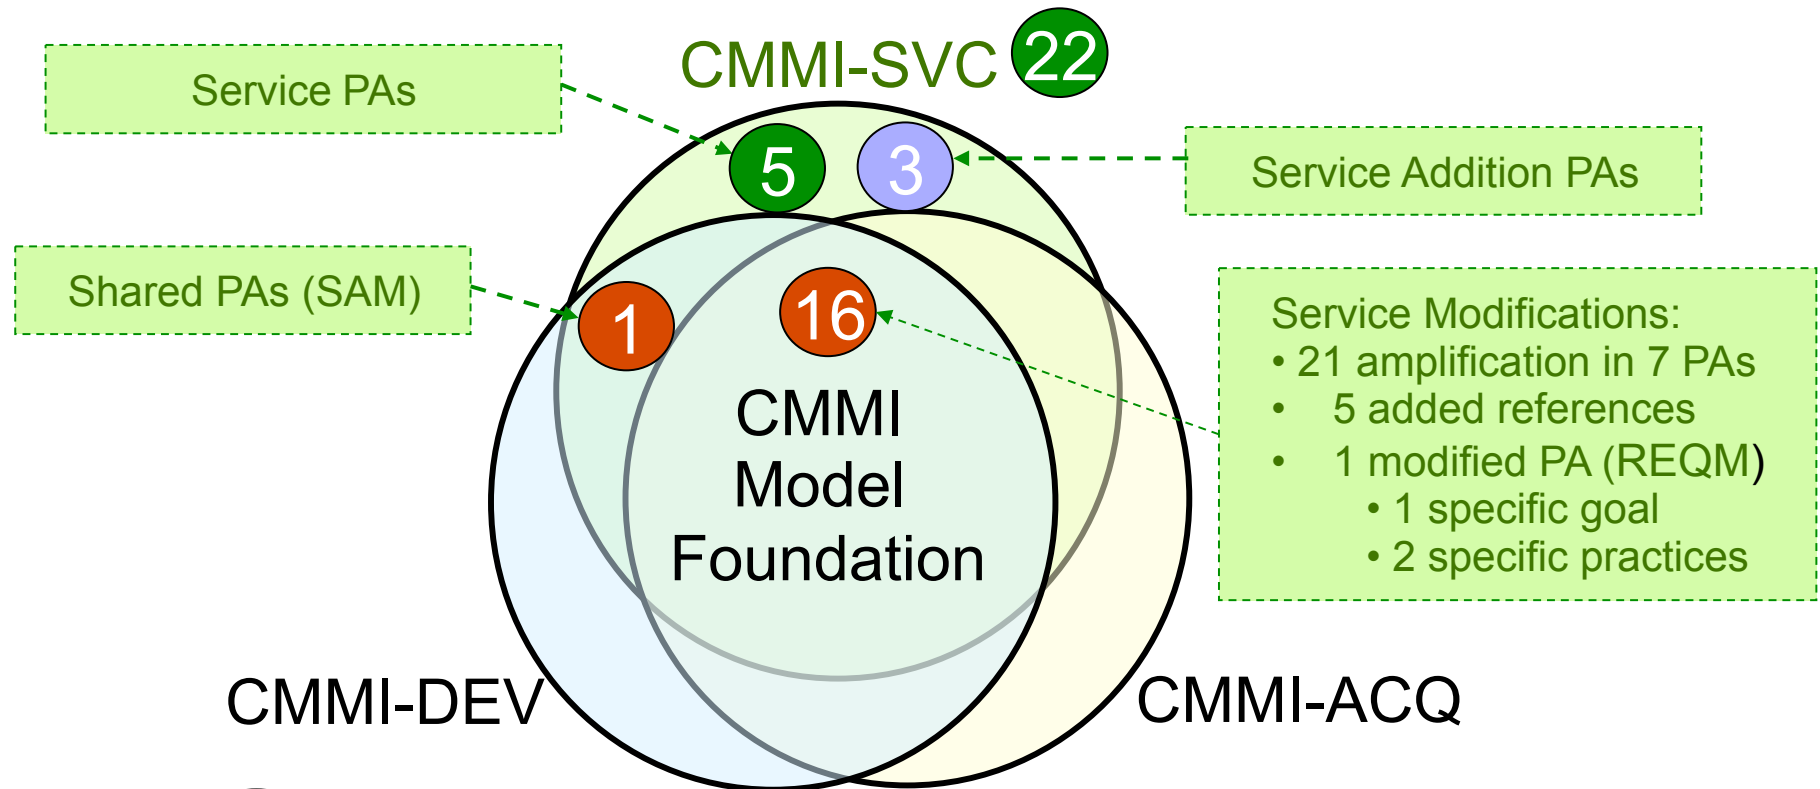 CMMI-SVC 22
Service PAs
5
3
Service Addition PAs
Shared PAs (SAM)
1
16
Service Modifications:
• 21 amplification in 7 PAs
• 5 added references
• 1 modified PA (REQM)
• 1 specific goal
• 2 specific practices
CMMI
Model
Foundation
CMMI-DEV
CMMI-ACQ